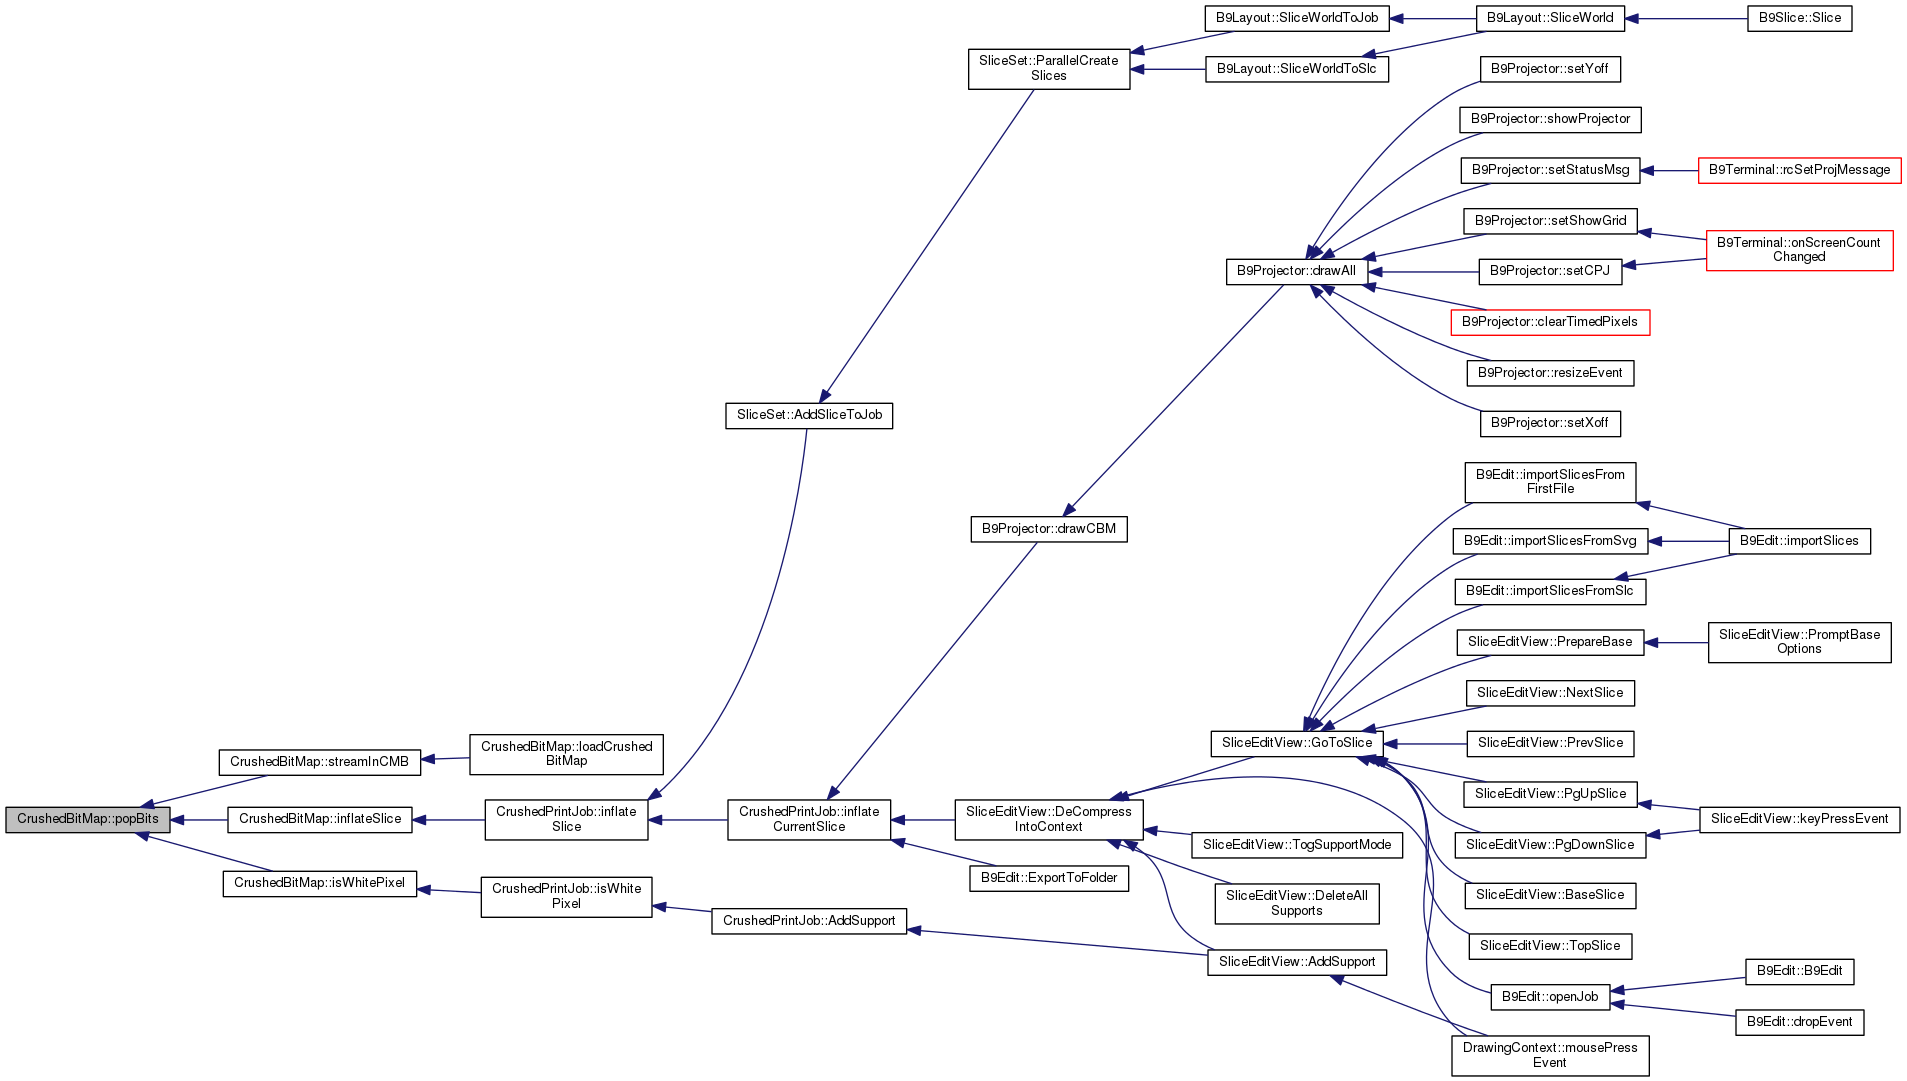 B9Layout::SliceWorldToJob
B9Layout::SliceWorld
B9Slice::Slice
SliceSet::ParallelCreate
Slices
B9Layout::SliceWorldToSlc
B9Projector::setYoff
B9Projector::showProjector
B9Projector::setStatusMsg
B9Terminal::rcSetProjMessage
B9Projector::setShowGrid
B9Terminal::onScreenCount
Changed
B9Projector::drawAll
B9Projector::setCPJ
B9Projector::clearTimedPixels
B9Projector::resizeEvent
SliceSet::AddSliceToJob
B9Projector::setXoff
B9Edit::importSlicesFrom
FirstFile
B9Projector::drawCBM
B9Edit::importSlicesFromSvg
B9Edit::importSlices
B9Edit::importSlicesFromSlc
SliceEditView::PrepareBase
SliceEditView::PromptBase
Options
SliceEditView::NextSlice
SliceEditView::GoToSlice
SliceEditView::PrevSlice
CrushedBitMap::streamInCMB
CrushedBitMap::loadCrushed
BitMap
SliceEditView::PgUpSlice
CrushedBitMap::popBits
CrushedBitMap::inflateSlice
CrushedPrintJob::inflate
Slice
CrushedPrintJob::inflate
CurrentSlice
SliceEditView::DeCompress
IntoContext
SliceEditView::keyPressEvent
SliceEditView::TogSupportMode
SliceEditView::PgDownSlice
CrushedBitMap::isWhitePixel
CrushedPrintJob::isWhite
Pixel
B9Edit::ExportToFolder
SliceEditView::DeleteAll
Supports
SliceEditView::BaseSlice
CrushedPrintJob::AddSupport
SliceEditView::TopSlice
SliceEditView::AddSupport
B9Edit::B9Edit
B9Edit::openJob
B9Edit::dropEvent
DrawingContext::mousePress
Event